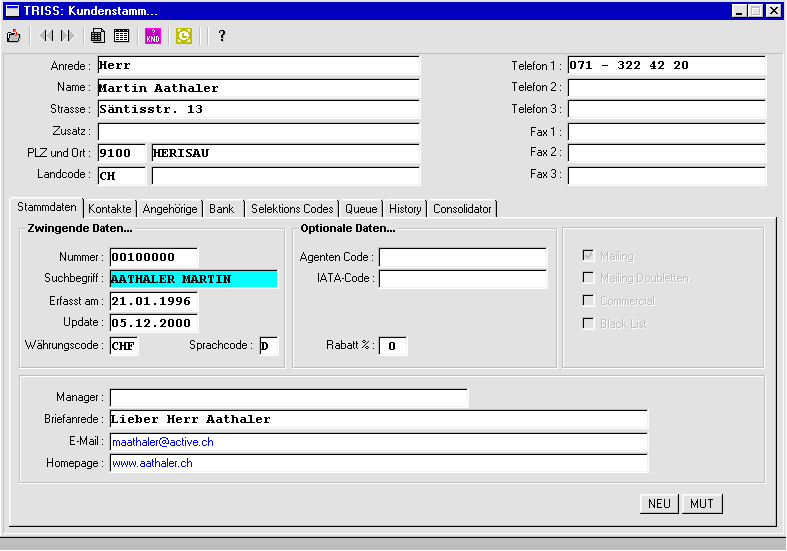 TRISS: Kundenstamm...
? KND ?
Anrede : Herr Telefon 1 : 071 - 322 42 20
Name : Martin Aathaler Telefon 2 :
Strasse : Säntisstr. 13 Telefon 3 :
Zusatz : Fax 1 :
PLZ und Ort : 9100 HERISAU Fax 2 :
Landcode : CH Fax 3 :
Stammdaten Kontakte Angehörige Bank Selektions Codes Queue History Consolidator
Zwingende Daten... Optionale Daten...
Nummer : 00100000 Agenten Code : Mailing
Suchbegriff : AATHALER MARTIN IATA-Code : Mailing Doubletten
Erfasst am : 21.01.1996 Commercial
Update : 05.12.2000 Black List
Währungscode : CHF Sprachcode : D Rabatt % : 0
Manager :
Briefanrede : Lieber Herr Aathaler
E-Mail : maathaler@active.ch
Homepage : www.aathaler.ch
NEU MUT